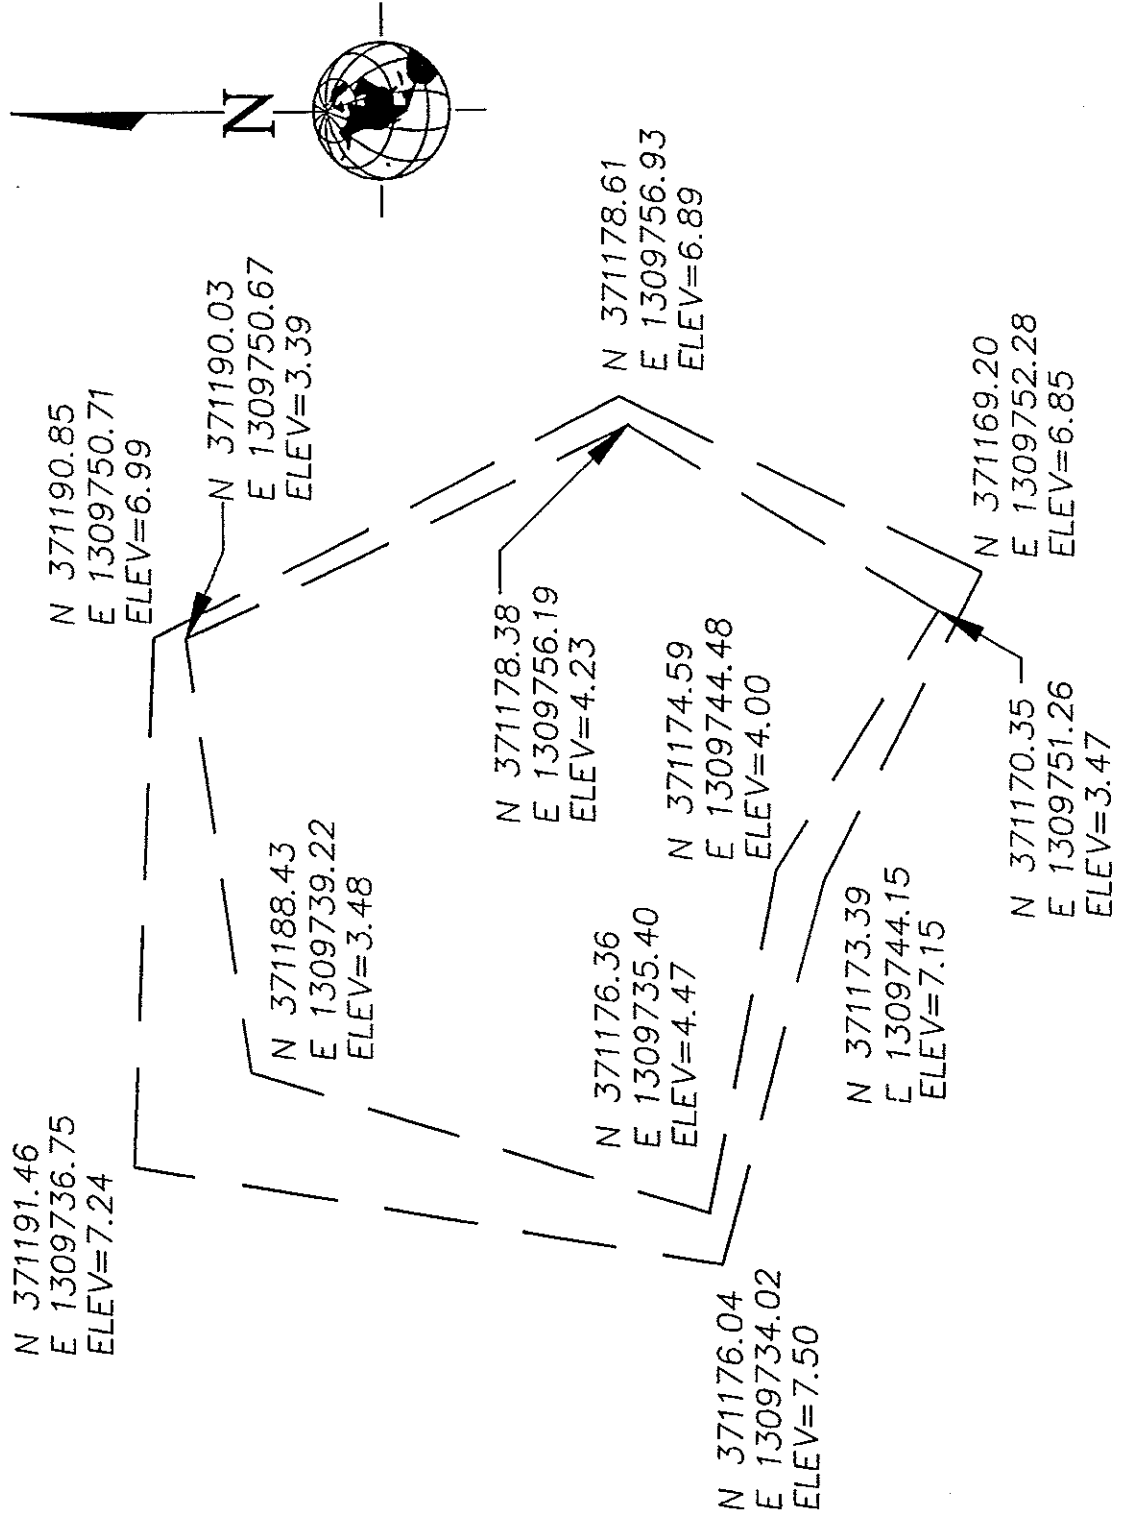 N
N 371191.46
E 1309736.75
ELEV=7.24
N 371190.85
E 1309750.71
ELEV=6.99
N 371190.03
E 1309750.67
ELEV=3.39
N 371188.43
E 1309739.22
ELEV=3.48
N 371178.61
E 1309756.93
ELEV=6.89
N 371178.38
E 1309756.19
ELEV=4.23
N 371176.36
E 1309735.40
ELEV=4.47
N 371174.59
E 1309744.48
ELEV=4.00
N 371176.04
E 1309734.02
ELEV=7.50
N 371173.39
E 1309744.15
ELEV=7.15
N 371169.20
E 1309752.28
ELEV=6.85
N 371170.35
E 1309751.26
ELEV=3.47